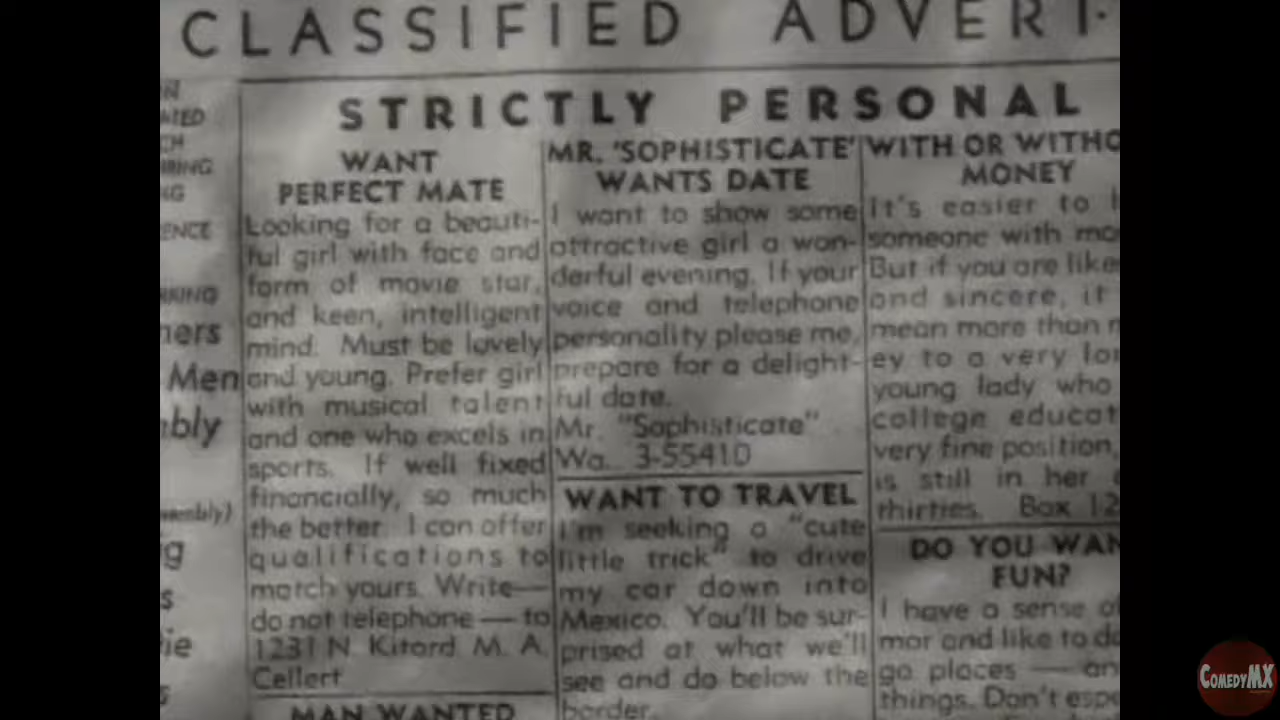 CLASSIFIED ADVERT
STRICTLY PERSONAL
WANT
PERFECT MATE
Looking for a beauti-
ful girl with face and
form of movie star,
and keen, intelligent
mind. Must be lovely
and young. Prefer girl
with musical talent
and one who excels in
sports. If well fixed
financially, so much
the better. I can offer
qualifications to
match yours. Write—
do not telephone — to
1231 N. Kitord M. A.
Cellert
MAN WANTED
MR. 'SOPHISTICATE'
WANTS DATE
I want to show some
attractive girl a won-
derful evening. If your
voice and telephone
personality please me,
prepare for a delight-
ful date.
Mr. "Sophisticate"
Wa. 3-55410
WANT TO TRAVEL
I'm seeking a "cute
little trick" to drive
my car down into
Mexico. You'll be sur-
prised at what we'll
see and do below the
border.
WITH OR WITHO
MONEY
It's easier to
someone with mo
But if you are like
and sincere, it
mean more than
ey to a very lo
young lady who
college educat
very fine position,
is still in her
thirties. Box 12
DO YOU WAN
FUN?
I have a sense of
mor and like to do
go places — an
things. Don't espe
ners
Men
bly
COMEDYMX